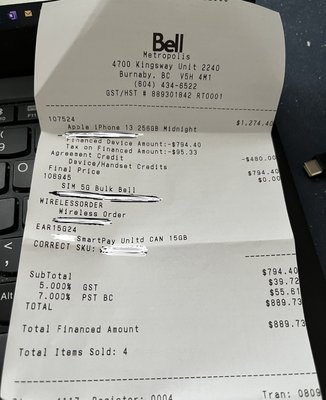 Bell
Metropolis
4700 Kingsway Unit 2240
Burnaby, BC V5H 4M1
(604) 434-6522
GST/HST # 889301842 RT0001
107524 $1,274.40
Apple iPhone 13 256GB Midnight
Financed Device Amount:-$794.40
Tax on Financed Amount:-$95.33
Agreement Credit -$480.00
Device/Handset Credits
Final Price $794.40
108945 $0.00
SIM 5G Bulk Bell
WIRELESSORDER
Wireless Order
EAR15G24
SmartPay Unltd CAN 15GB
CORRECT SKU:
SubTotal $794.40
5.000% GST $39.72
7.000% PST BC $55.61
TOTAL $889.73
Total Financed Amount $889.73
Total Items Sold: 4
Register: 0004 Tran: 0809
Alt